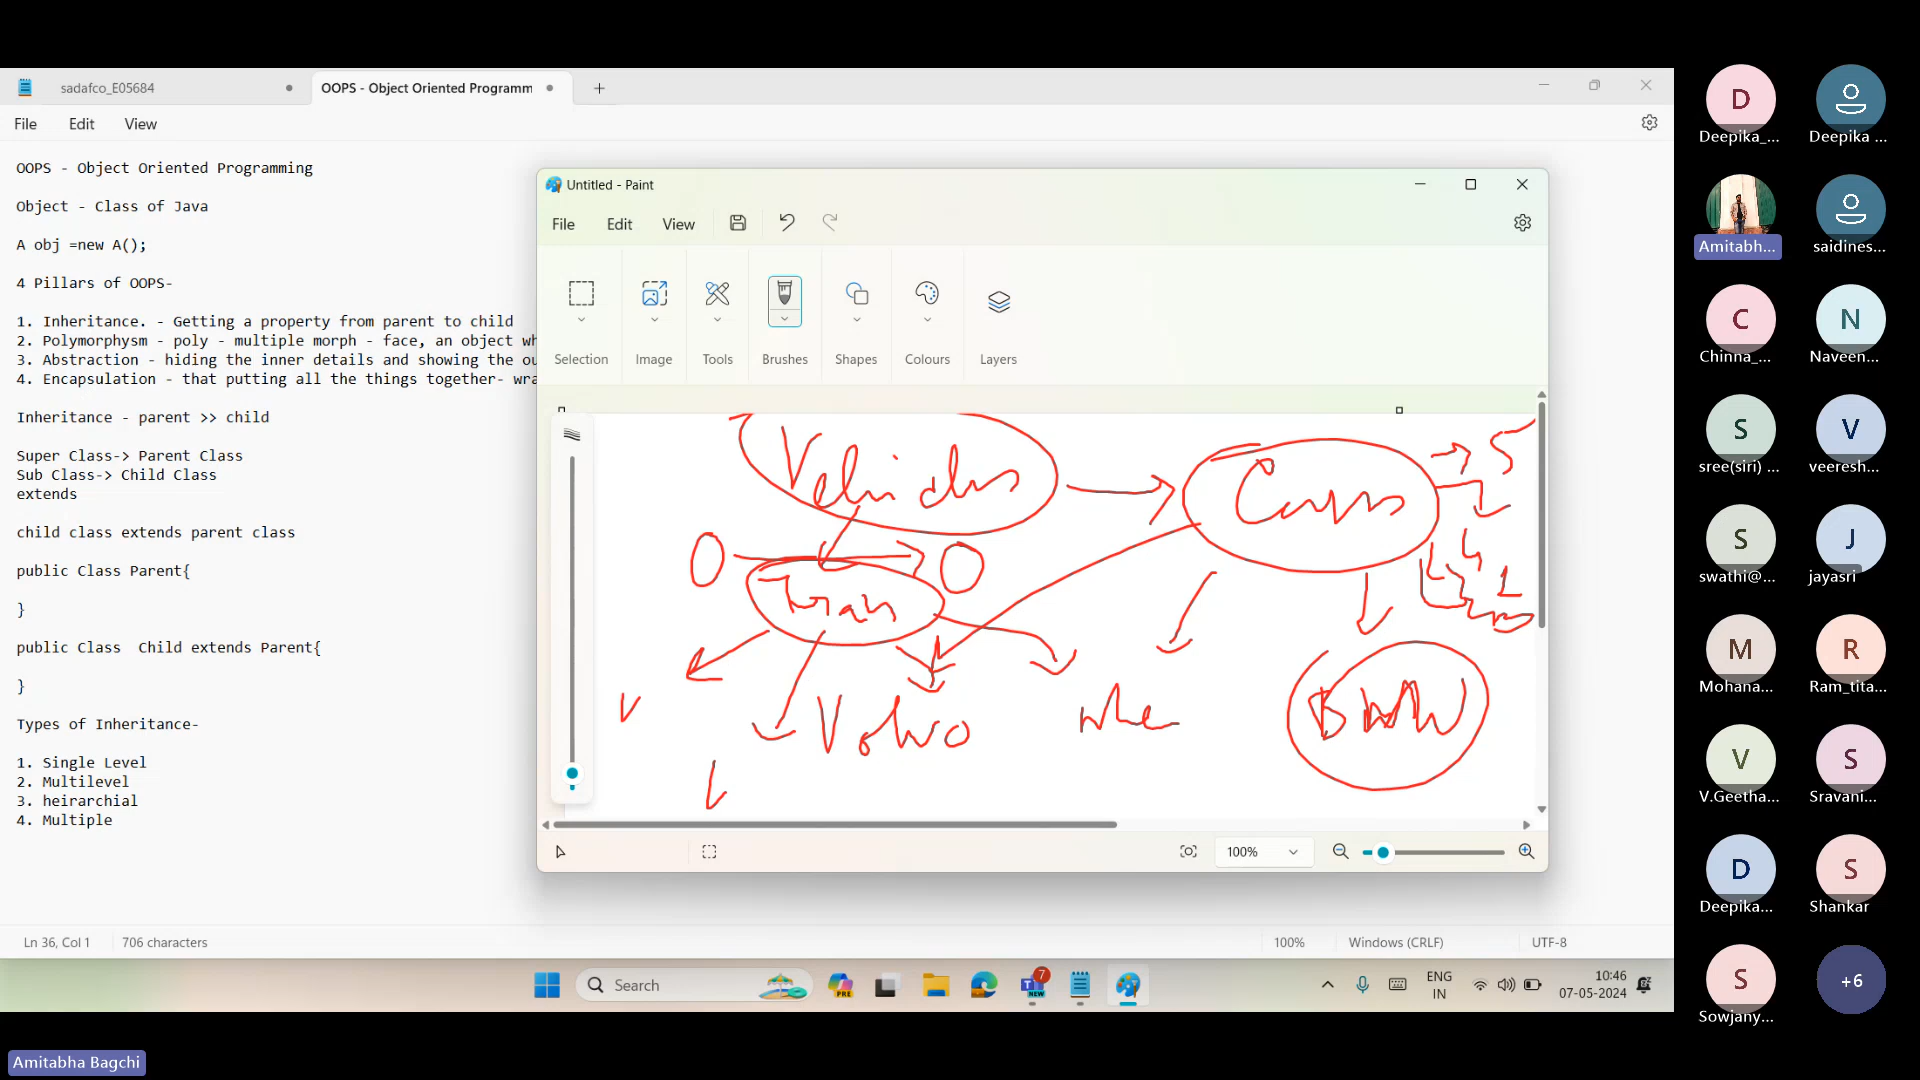 sadafco_E05684
OOPS - Object Oriented Programm
File Edit View
OOPS - Object Oriented Programming
Object - Class of Java
A obj =new A();
4 Pillars of OOPS-
1. Inheritance. - Getting a property from parent to child
2. Polymorphysm - poly - multiple morph - face, an object wh
3. Abstraction - hiding the inner details and showing the ou
4. Encapsulation - that putting all the things together- wra
Inheritance - parent >> child
Super Class-> Parent Class
Sub Class-> Child Class
extends
child class extends parent class
public Class Parent{
}
public Class  Child extends Parent{
}
Types of Inheritance-
1. Single Level
2. Multilevel
3. heirarchial
4. Multiple
Ln 36, Col 1 706 characters 100% Windows (CRLF) UTF-8
Untitled - Paint
File Edit View
Selection Image Tools Brushes Shapes Colours Layers
Volvo
BMW
100%
Search
PRE
NEW
7
ENG
IN
10:46
07-05-2024
D
Deepika_...
Deepika ...
Amitabh...
saidines...
C
Chinna_...
N
Naveen...
S
sree(siri) ...
V
veeresh...
S
swathi@...
J
jayasri
M
Mohana...
R
Ram_tita...
V
V.Geetha...
S
Sravani...
D
Deepika...
S
Shankar
S
Sowjany...
+6
Amitabha Bagchi